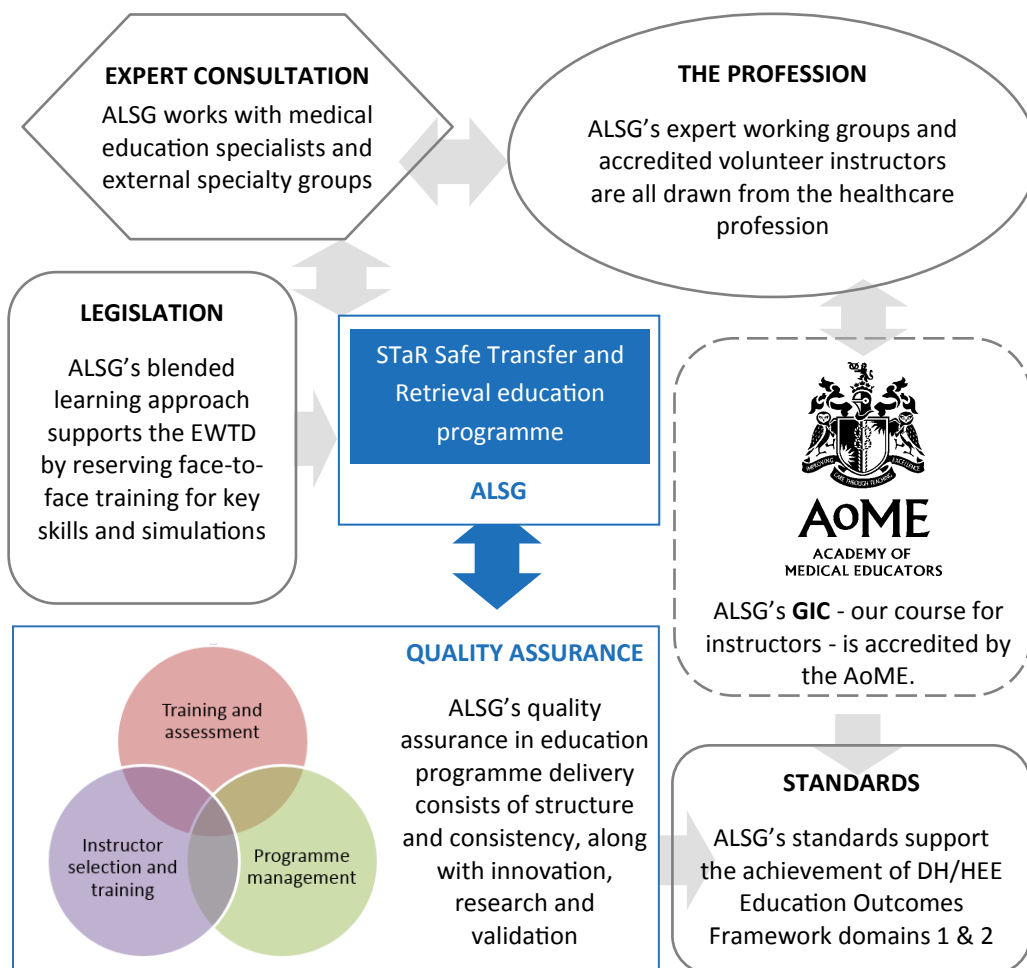 EXPERT CONSULTATION
ALSG works with medical
education specialists and
external specialty groups
THE PROFESSION
ALSG’s expert working groups and
accredited volunteer instructors
are all drawn from the healthcare
profession
LEGISLATION
ALSG’s blended
learning approach
supports the EWTD
by reserving face-to-
face training for key
skills and simulations
STaR Safe Transfer and
Retrieval education
programme
ALSG
IMPROVING
CARE THROUGH TEACHING
EXCELLENCE
AoME
ACADEMY OF
MEDICAL EDUCATORS
ALSG’s GIC - our course for
instructors - is accredited by
the AoME.
QUALITY ASSURANCE
ALSG’s quality
assurance in education
programme delivery
consists of structure
and consistency, along
with innovation,
research and
validation
Training and
assessment
Instructor
selection and
training
Programme
management
STANDARDS
ALSG’s standards support
the achievement of DH/HEE
Education Outcomes
Framework domains 1 & 2